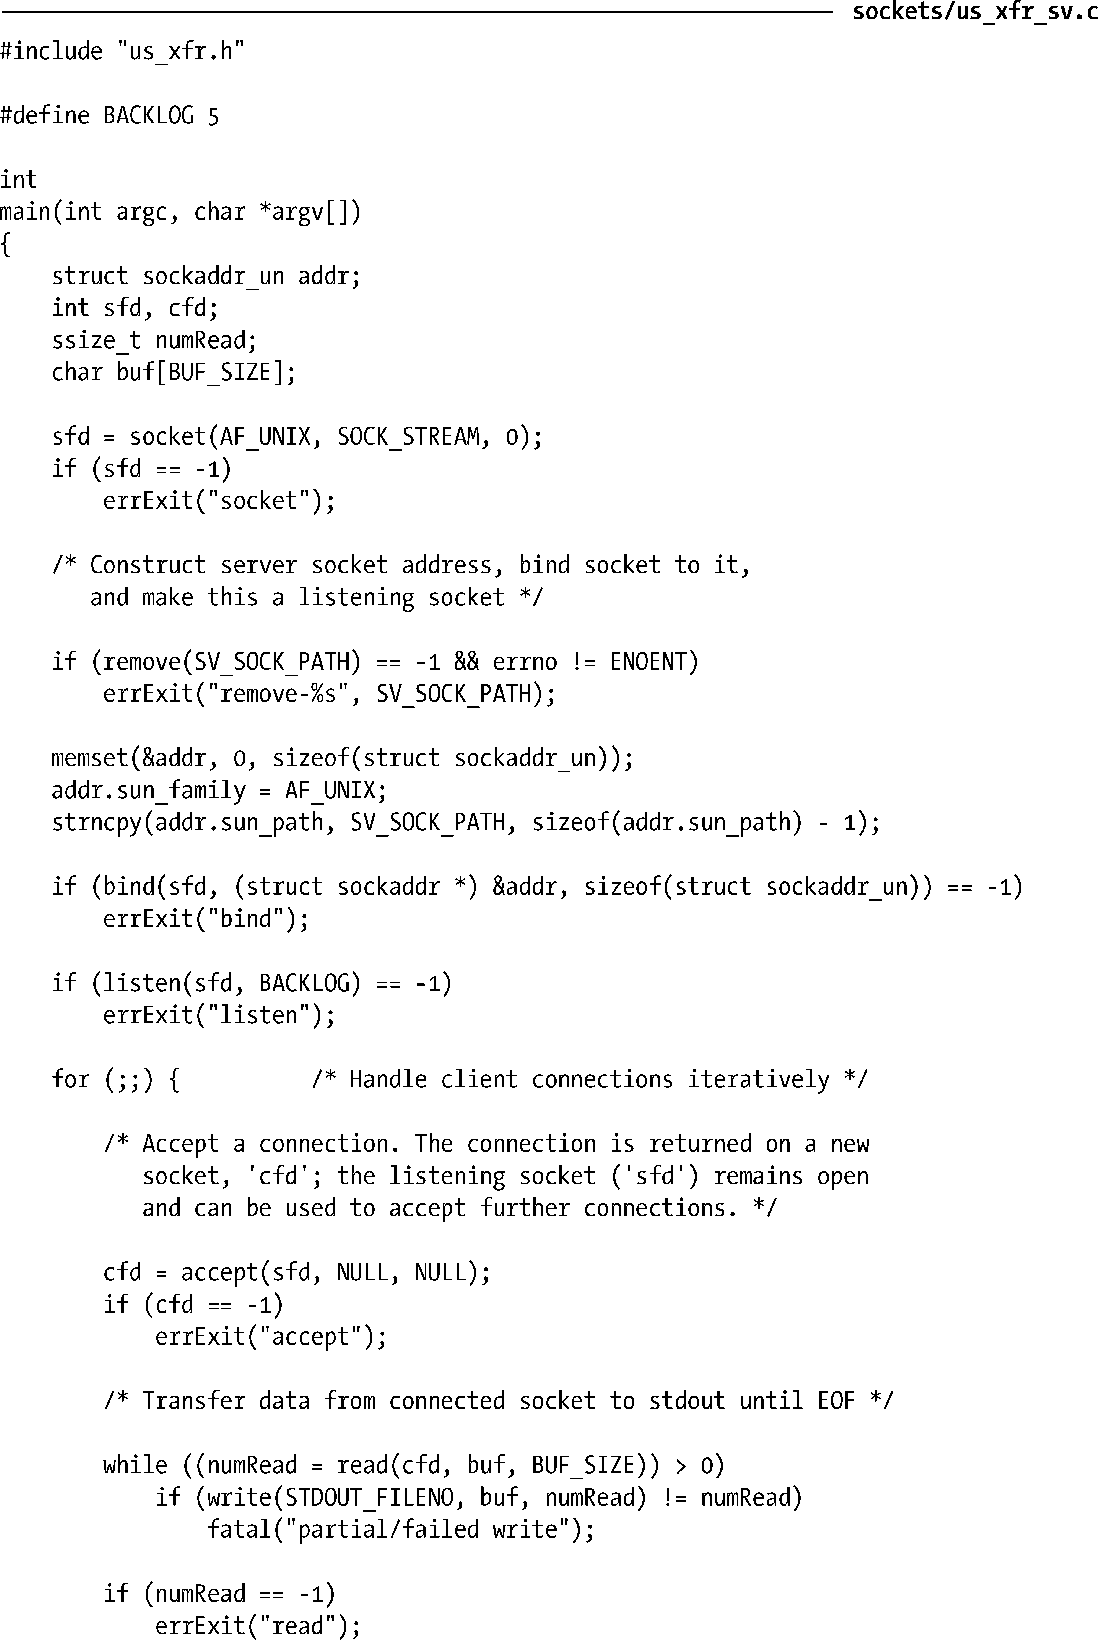 sockets/us_xfr_sv.c
#include "us_xfr.h"

#define BACKLOG 5

int
main(int argc, char *argv[])
{
    struct sockaddr_un addr;
    int sfd, cfd;
    ssize_t numRead;
    char buf[BUF_SIZE];

    sfd = socket(AF_UNIX, SOCK_STREAM, 0);
    if (sfd == -1)
        errExit("socket");

    /* Construct server socket address, bind socket to it,
       and make this a listening socket */

    if (remove(SV_SOCK_PATH) == -1 && errno != ENOENT)
        errExit("remove-%s", SV_SOCK_PATH);

    memset(&addr, 0, sizeof(struct sockaddr_un));
    addr.sun_family = AF_UNIX;
    strncpy(addr.sun_path, SV_SOCK_PATH, sizeof(addr.sun_path) - 1);

    if (bind(sfd, (struct sockaddr *) &addr, sizeof(struct sockaddr_un)) == -1)
        errExit("bind");

    if (listen(sfd, BACKLOG) == -1)
        errExit("listen");

    for (;;) {          /* Handle client connections iteratively */

        /* Accept a connection. The connection is returned on a new
           socket, 'cfd'; the listening socket ('sfd') remains open
           and can be used to accept further connections. */

        cfd = accept(sfd, NULL, NULL);
        if (cfd == -1)
            errExit("accept");

        /* Transfer data from connected socket to stdout until EOF */

        while ((numRead = read(cfd, buf, BUF_SIZE)) > 0)
            if (write(STDOUT_FILENO, buf, numRead) != numRead)
                fatal("partial/failed write");

        if (numRead == -1)
            errExit("read");